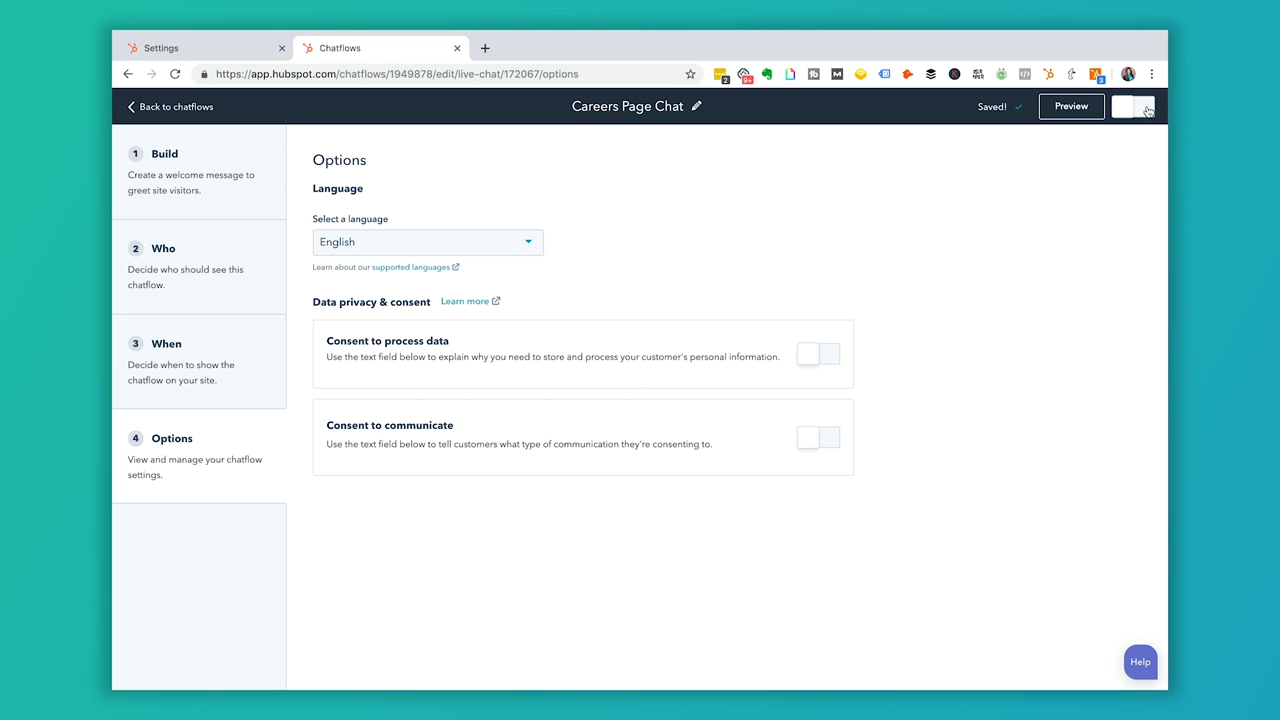 Settings
Chatflows
https://app.hubspot.com/chatflows/1949878/edit/live-chat/172067/options
2
9+
3
Back to chatflows
Careers Page Chat
Saved!
Preview
1 Build
Create a welcome message to
greet site visitors.
2 Who
Decide who should see this
chatflow.
3 When
Decide when to show the
chatflow on your site.
4 Options
View and manage your chatflow
settings.
Options
Language
Select a language
English
Learn about our supported languages
Data privacy & consent Learn more
Consent to process data
Use the text field below to explain why you need to store and process your customer's personal information.
Consent to communicate
Use the text field below to tell customers what type of communication they're consenting to.
Help